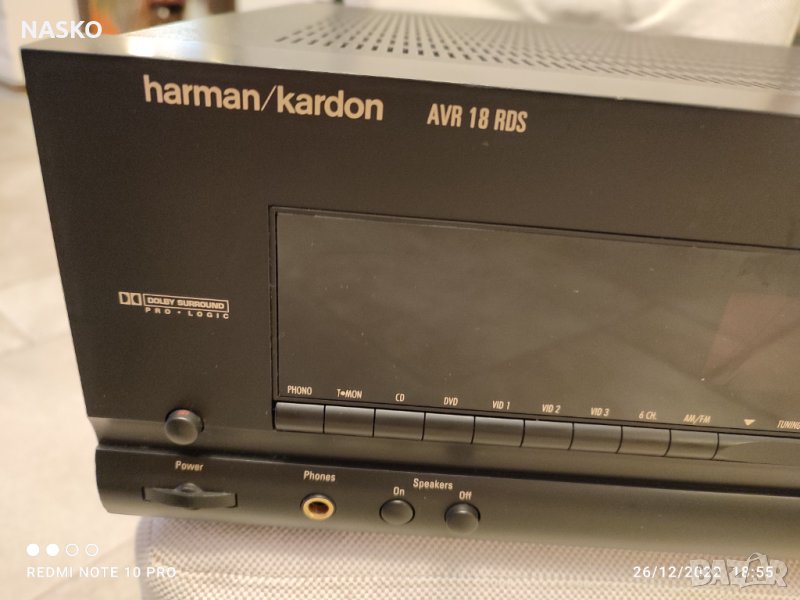 NASKO
harman/kardon
AVR 18 RDS
DOLBY SURROUND
PRO • LOGIC
PHONO T•MON CD DVD VID 1 VID 2 VID 3 6 CH. AM/FM TUNING
Power
Phones
Speakers
On Off
REDMI NOTE 10 PRO
26/12/2022 18:55
BAZAR